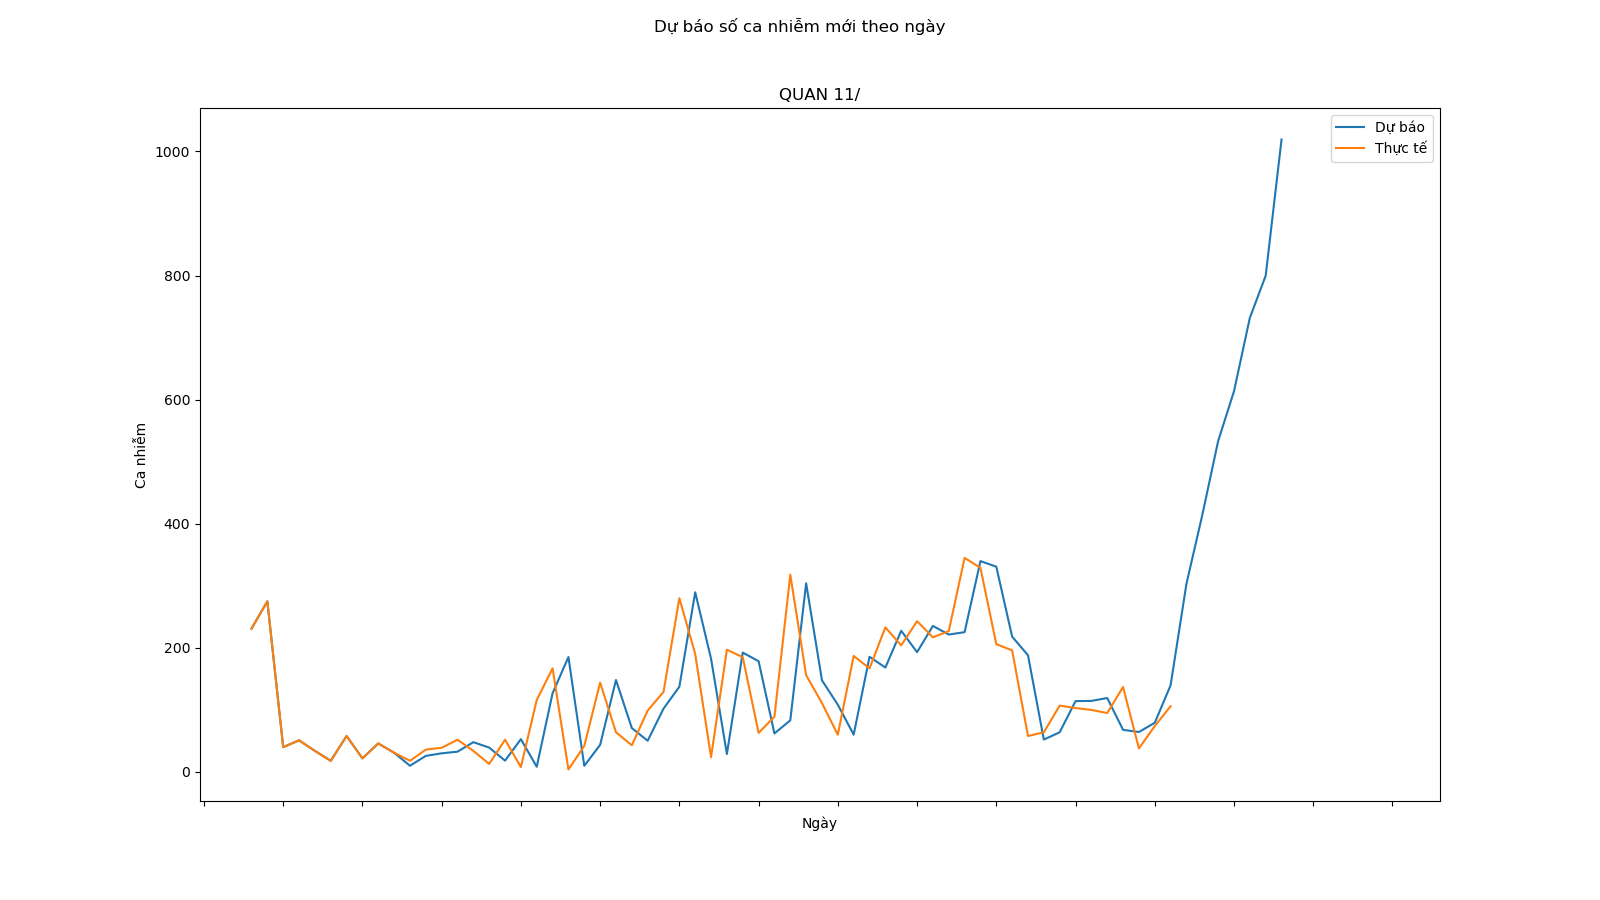 Dự báo số ca nhiễm mới theo ngày
QUAN 11/
Dự báo
Thực tế
1000
800
600
400
200
0
Ca nhiễm
Ngày